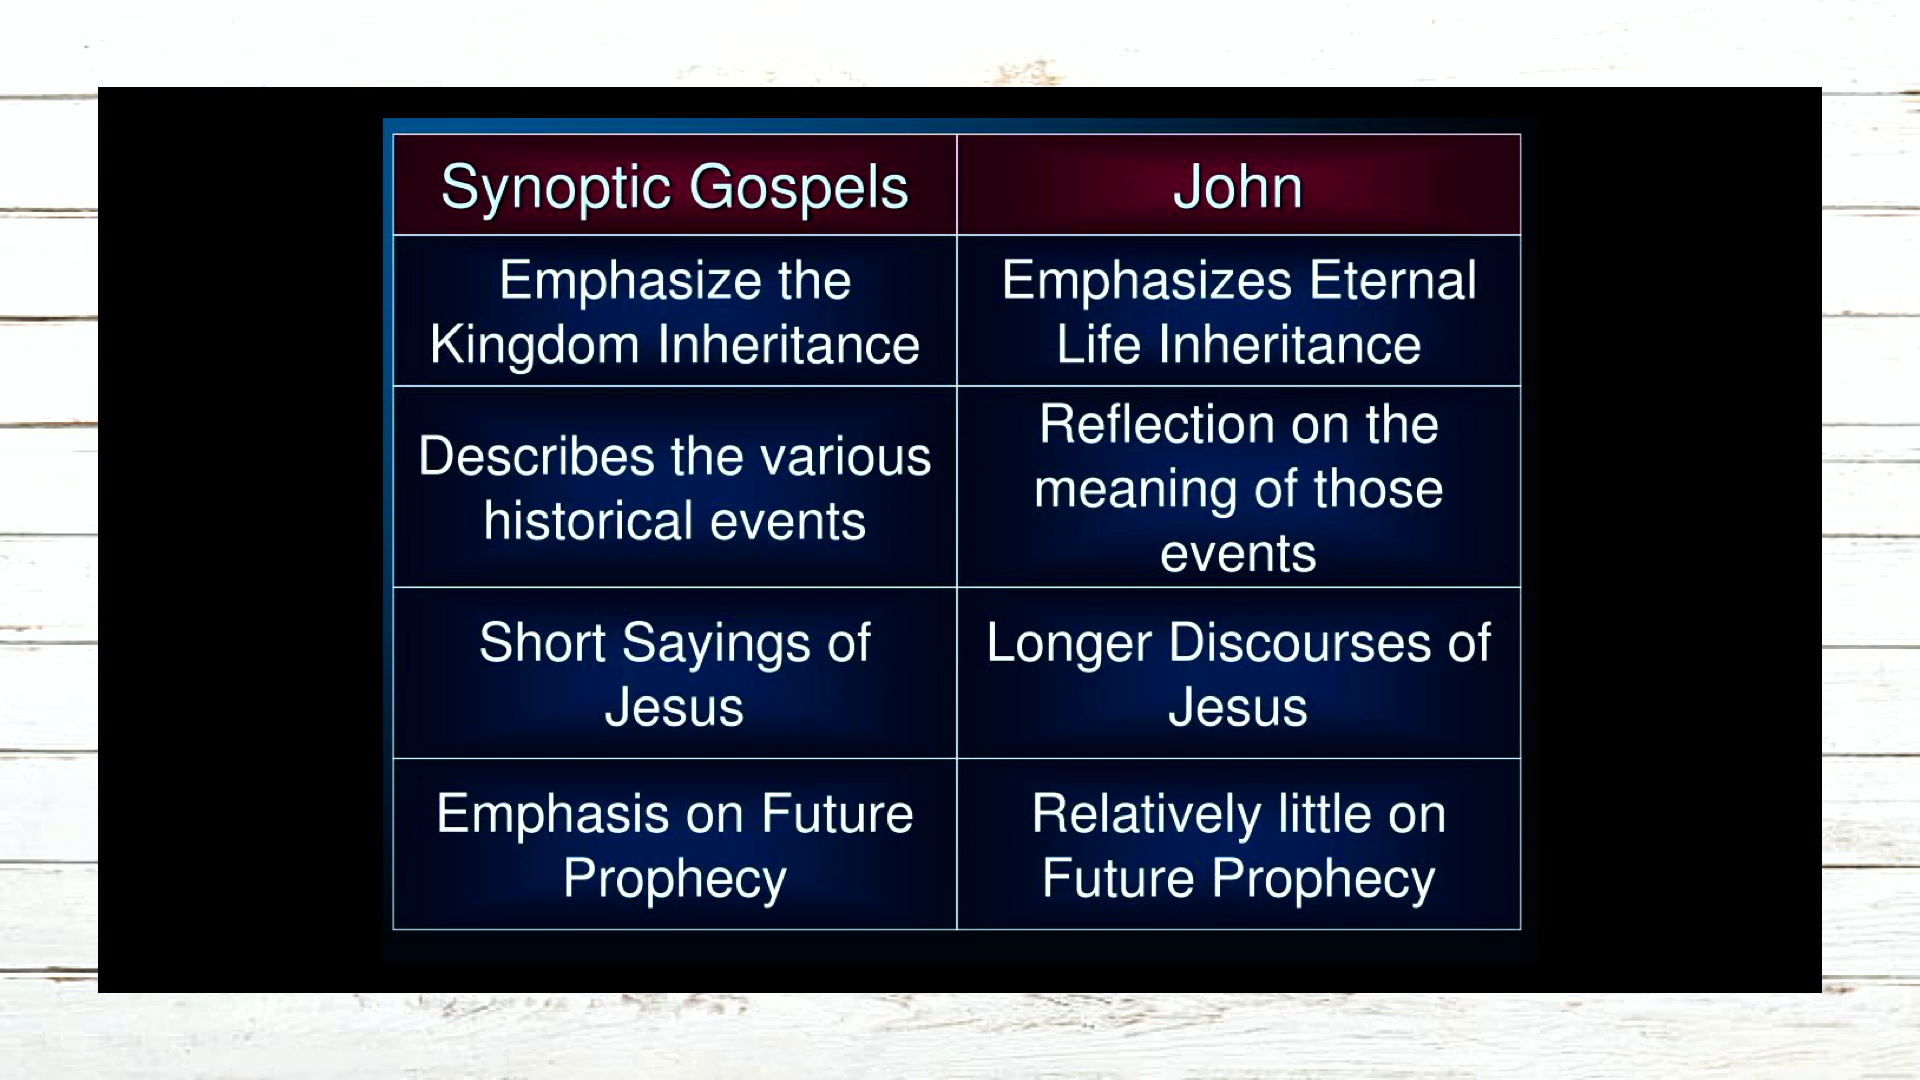 Synoptic Gospels
John
Emphasize the
Kingdom Inheritance
Emphasizes Eternal
Life Inheritance
Describes the various
historical events
Reflection on the
meaning of those
events
Short Sayings of
Jesus
Longer Discourses of
Jesus
Emphasis on Future
Prophecy
Relatively little on
Future Prophecy